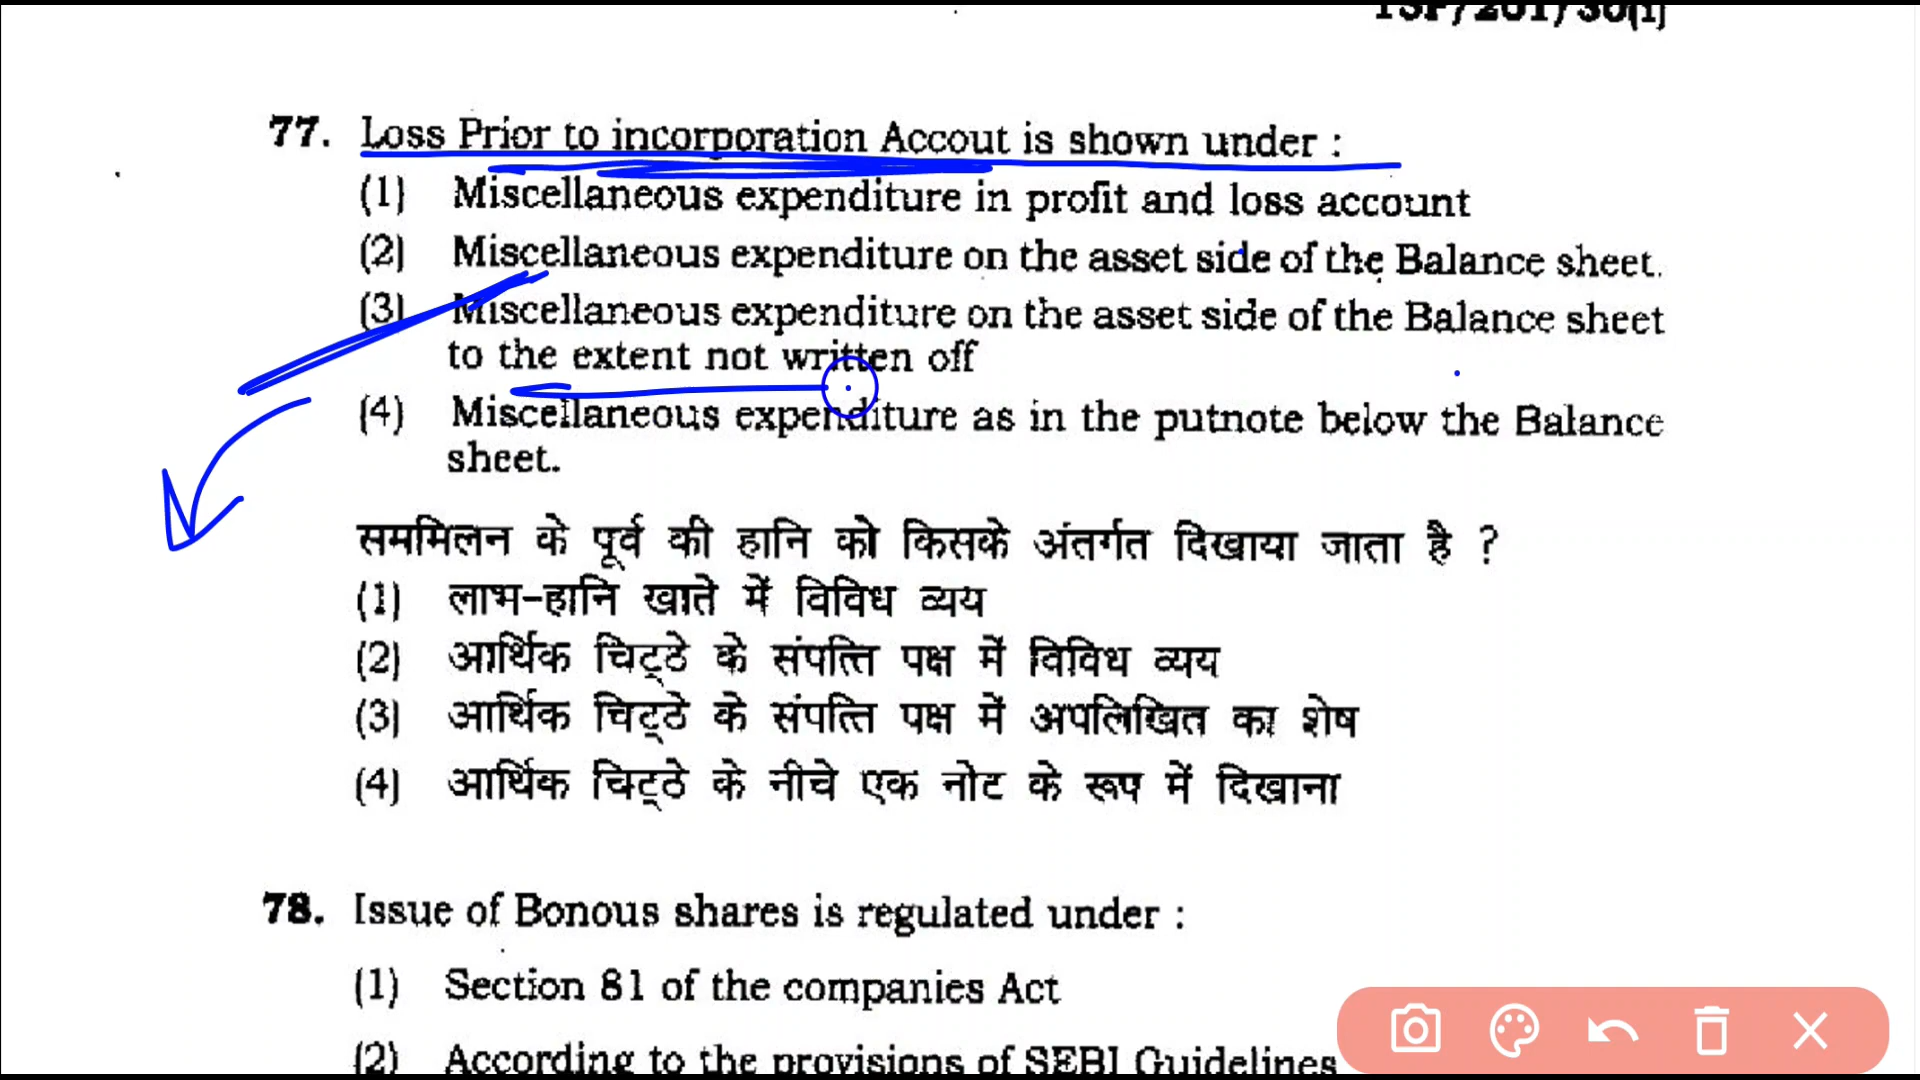 77. Loss Prior to incorporation Accout is shown under :
(1) Miscellaneous expenditure in profit and loss account
(2) Miscellaneous expenditure on the asset side of the Balance sheet.
(3) Miscellaneous expenditure on the asset side of the Balance sheet
to the extent not written off
(4) Miscellaneous expenditure as in the putnote below the Balance
sheet.
सममिलन के पूर्व की हानि को किसके अंतर्गत दिखाया जाता है ?
(1) लाभ-हानि खाते में विविध व्यय
(2) आर्थिक चिट्ठे के संपत्ति पक्ष में विविध व्यय
(3) आर्थिक चिट्ठे के संपत्ति पक्ष में अपलिखित का शेष
(4) आर्थिक चिट्ठे के नीचे एक नोट के रूप में दिखाना
78. Issue of Bonous shares is regulated under :
(1) Section 81 of the companies Act
(2) According to the provisions of SEBI Guidelines